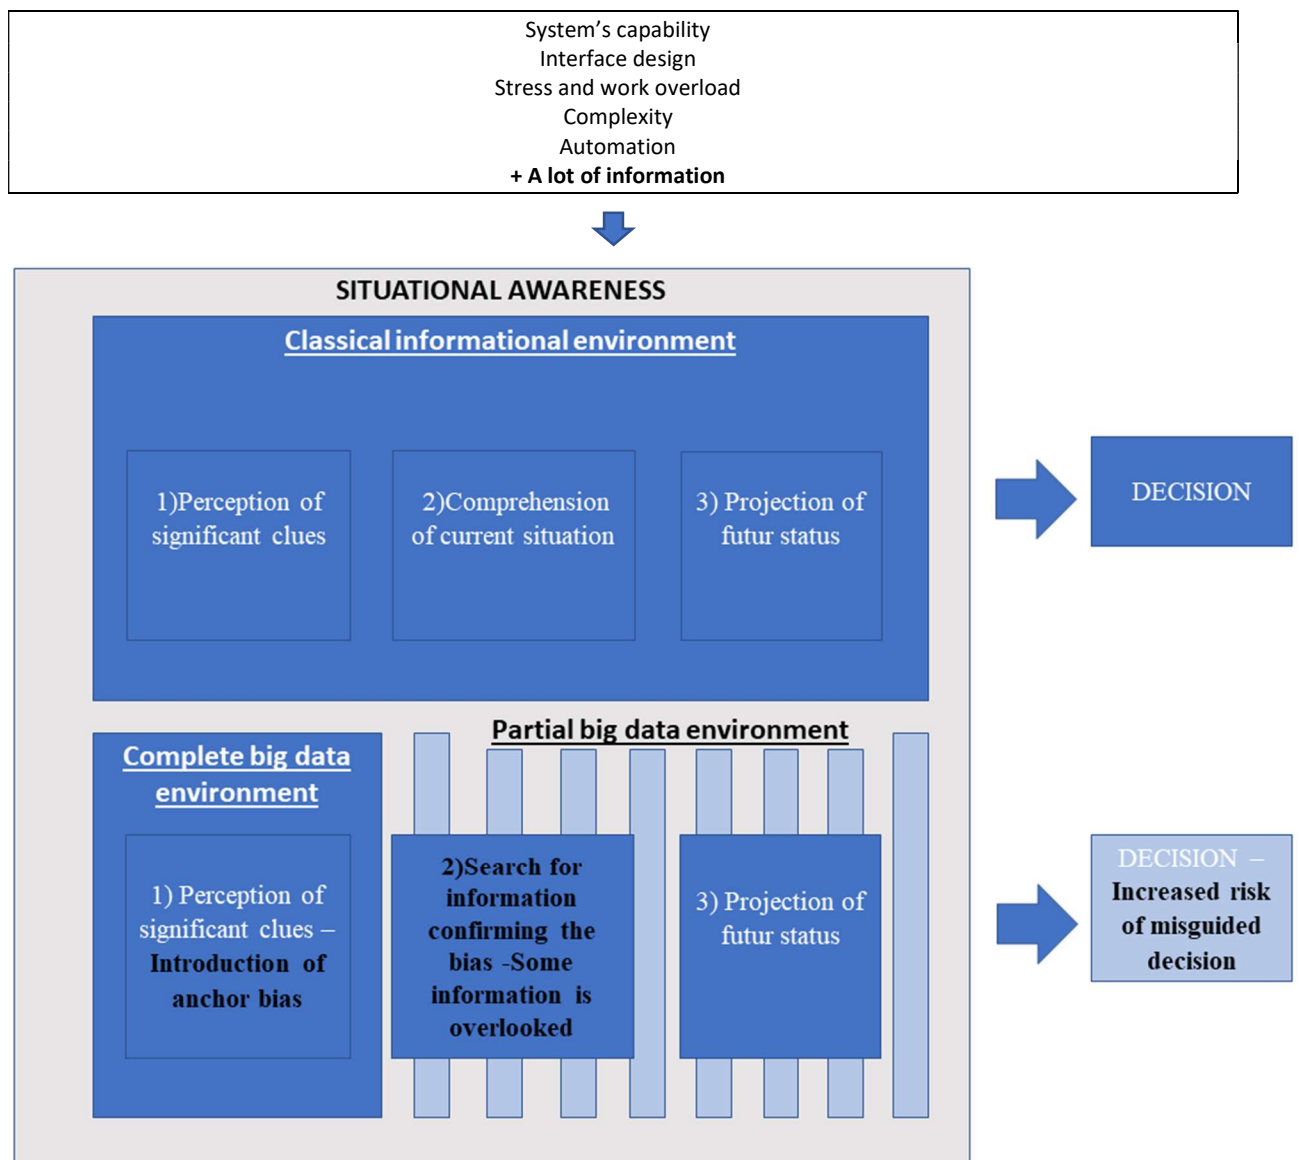 System’s capability
Interface design
Stress and work overload
Complexity
Automation
+ A lot of information
SITUATIONAL AWARENESS
Classical informational environment
1)Perception of
significant clues
2)Comprehension
of current situation
3) Projection of
futur status
DECISION
Partial big data environment
Complete big data
environment
1) Perception of
significant clues –
Introduction of
anchor bias
2)Search for
information
confirming the
bias -Some
information is
overlooked
3) Projection of
futur status
DECISION –
Increased risk
of misguided
decision